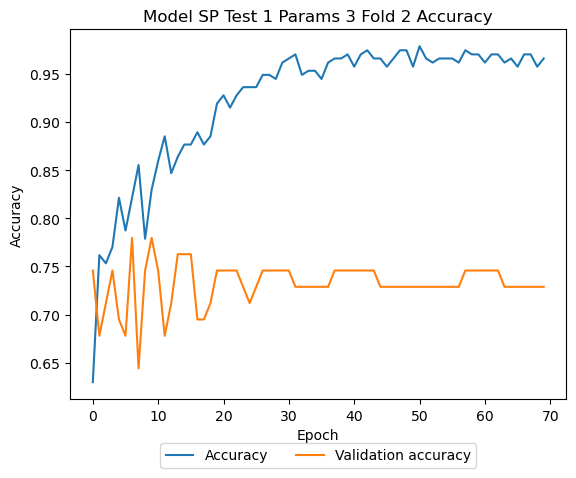 Model SP Test 1 Params 3 Fold 2 Accuracy
Accuracy
0.95
0.90
0.85
0.80
0.75
0.70
0.65
0 10 20 30 40 50 60 70
Epoch
Accuracy Validation accuracy